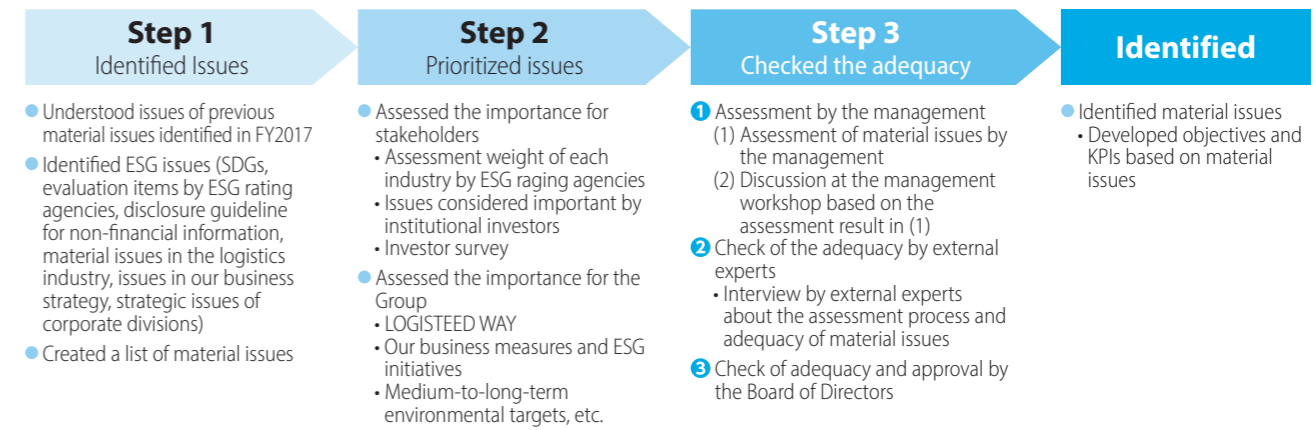 Step 1
Identified Issues
● Understood issues of previous
material issues identified in FY2017
● Identified ESG issues (SDGs,
evaluation items by ESG rating
agencies, disclosure guideline
for non-financial information,
material issues in the logistics
industry, issues in our business
strategy, strategic issues of
corporate divisions)
● Created a list of material issues
Step 2
Prioritized issues
● Assessed the importance for
stakeholders
• Assessment weight of each
industry by ESG raging agencies
• Issues considered important by
institutional investors
• Investor survey
● Assessed the importance for the
Group
• LOGISTEED WAY
• Our business measures and ESG
initiatives
• Medium-to-long-term
environmental targets, etc.
Step 3
Checked the adequacy
❶ Assessment by the management
(1) Assessment of material issues by
the management
(2) Discussion at the management
workshop based on the
assessment result in (1)
❷ Check of the adequacy by external
experts
• Interview by external experts
about the assessment process and
adequacy of material issues
❸ Check of adequacy and approval by
the Board of Directors
Identified
● Identified material issues
• Developed objectives and
KPIs based on material
issues